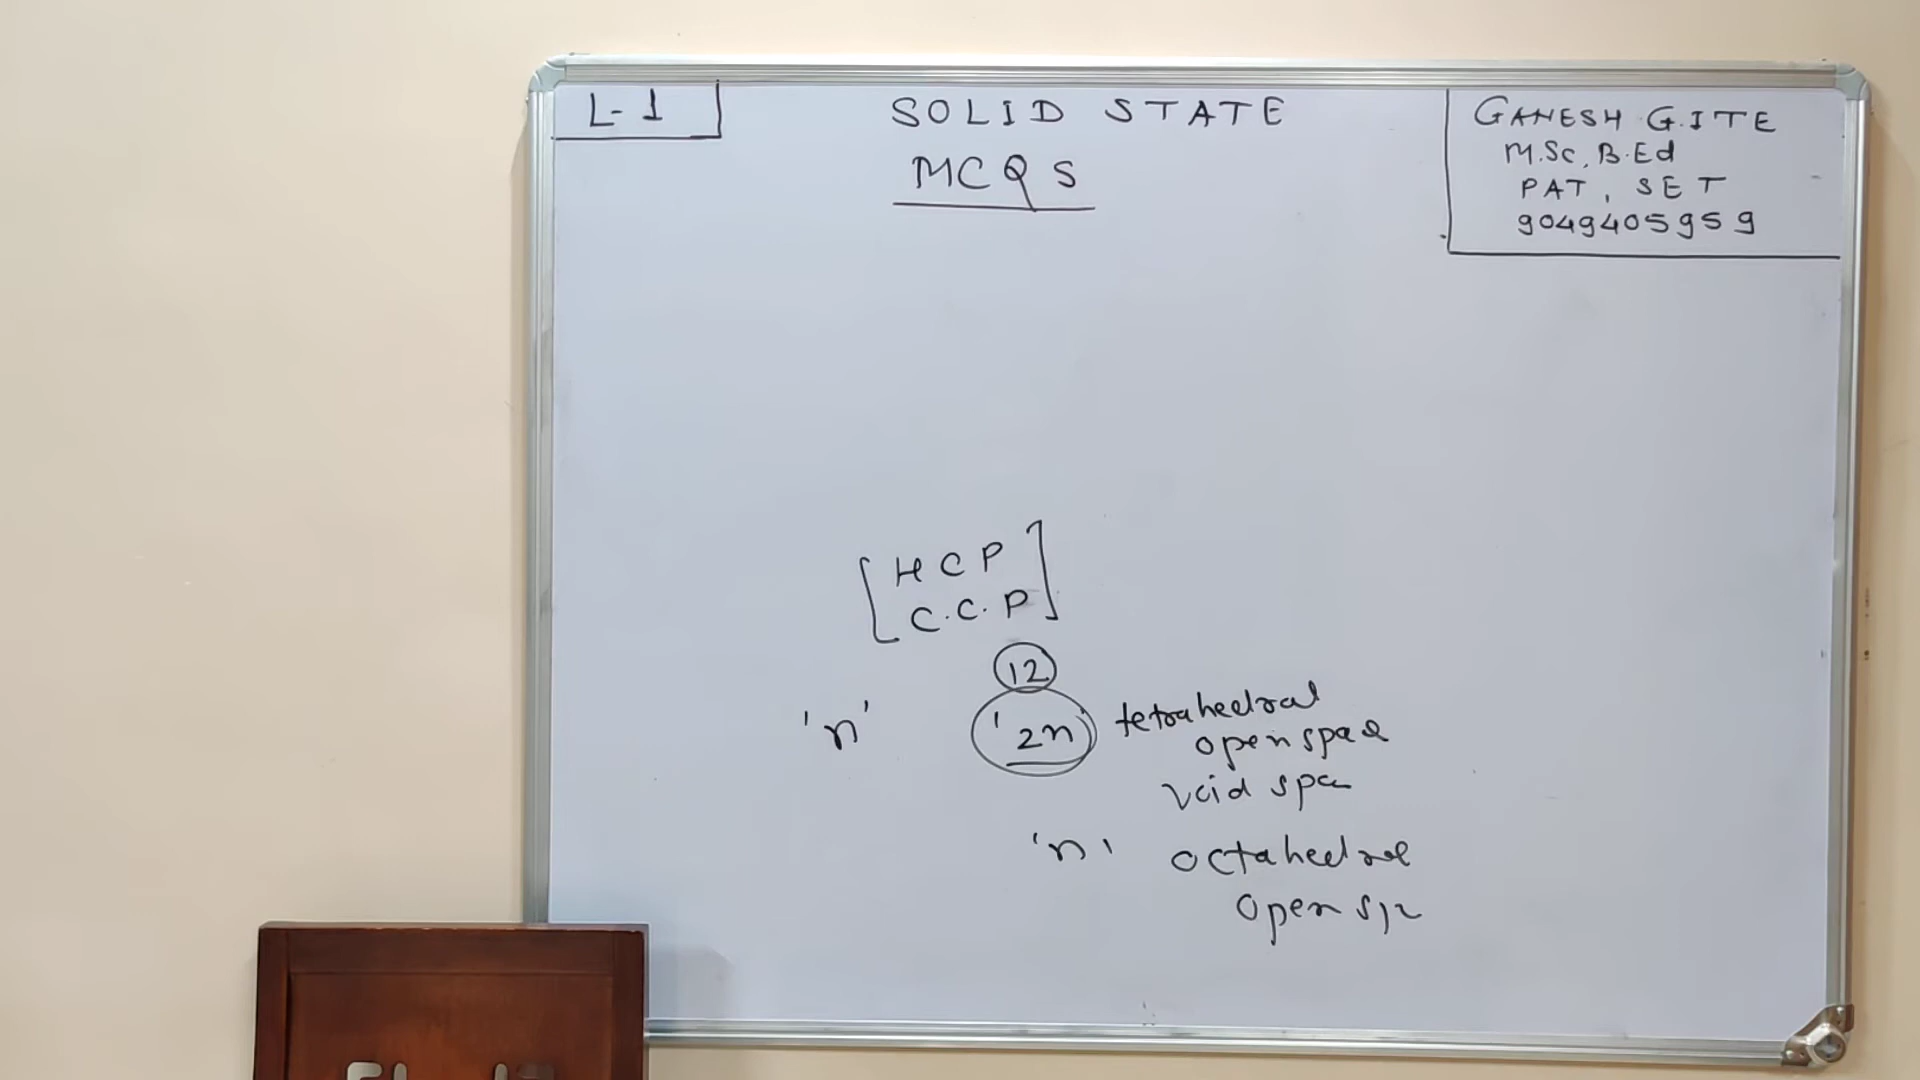 L-1
SOLID STATE
MCQS
GANESH G.ITE
M.Sc, B.Ed
PAT, SET
9049405959
[HCP
C.C.P]
12
'n' '2n' tetrahedral
open space
void spa
'n' octahedral
open sp